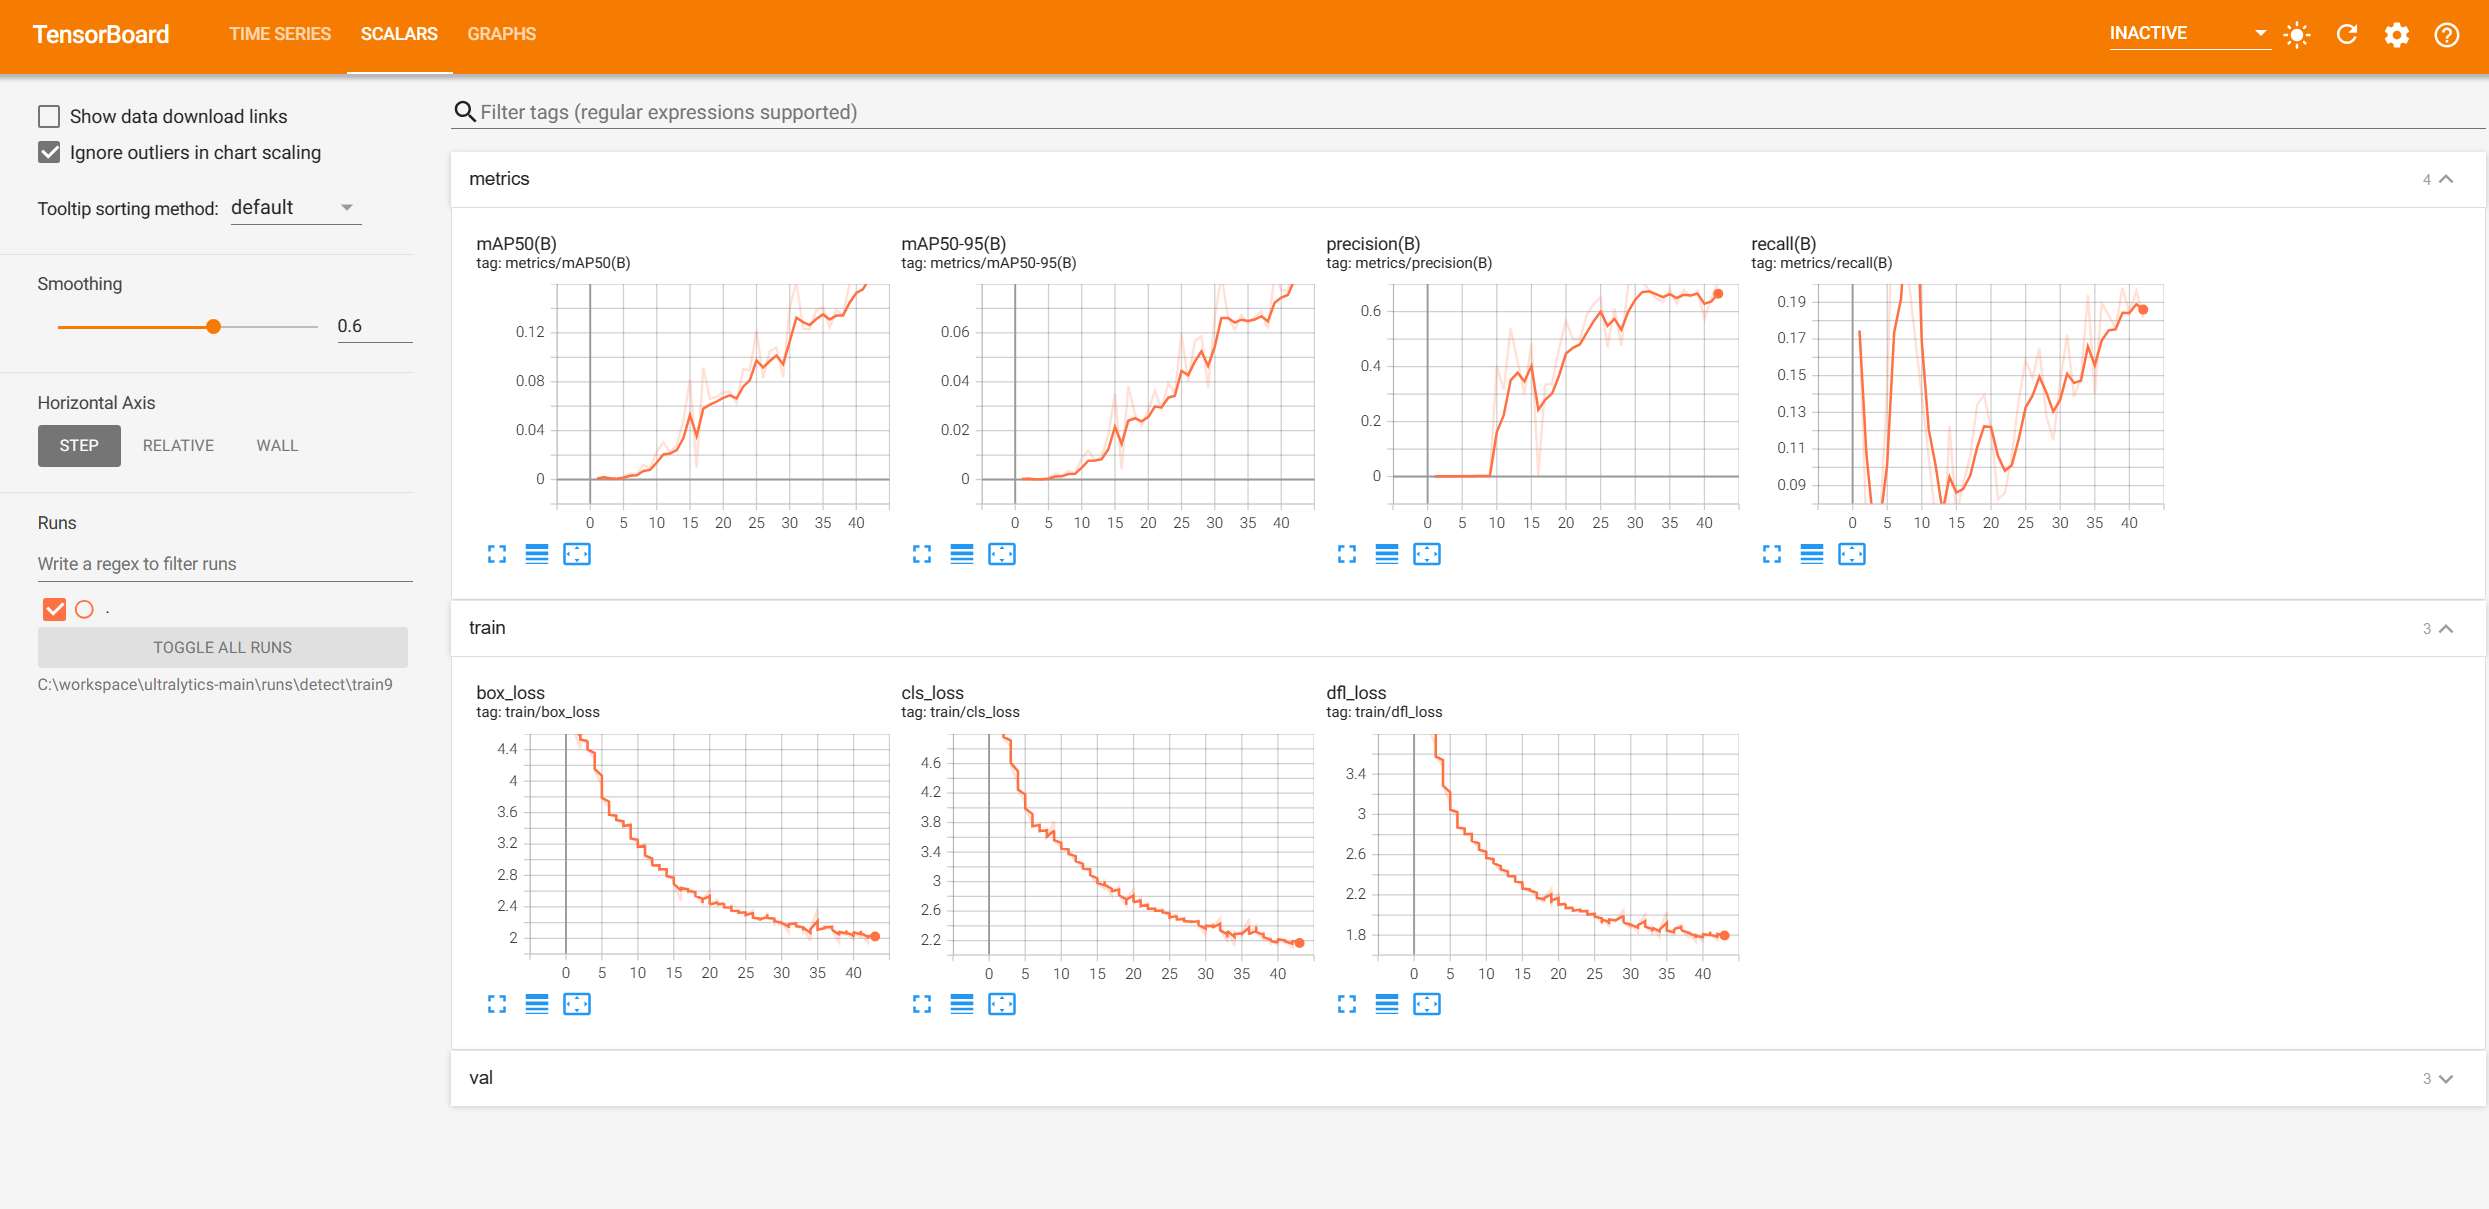 TensorBoard TIME SERIES SCALARS GRAPHS INACTIVE
Show data download links
Ignore outliers in chart scaling
Tooltip sorting method: default
Smoothing
0.6
Horizontal Axis
STEP RELATIVE WALL
Runs
Write a regex to filter runs
.
TOGGLE ALL RUNS
C:\workspace\ultralytics-main\runs\detect\train9
Filter tags (regular expressions supported)
metrics 4
mAP50(B)
tag: metrics/mAP50(B)
0.12
0.08
0.04
0
0 5 10 15 20 25 30 35 40
mAP50-95(B)
tag: metrics/mAP50-95(B)
0.06
0.04
0.02
0
0 5 10 15 20 25 30 35 40
precision(B)
tag: metrics/precision(B)
0.6
0.4
0.2
0
0 5 10 15 20 25 30 35 40
recall(B)
tag: metrics/recall(B)
0.19
0.17
0.15
0.13
0.11
0.09
0 5 10 15 20 25 30 35 40
train 3
box_loss
tag: train/box_loss
4.4
4
3.6
3.2
2.8
2.4
2
0 5 10 15 20 25 30 35 40
cls_loss
tag: train/cls_loss
4.6
4.2
3.8
3.4
3
2.6
2.2
0 5 10 15 20 25 30 35 40
dfl_loss
tag: train/dfl_loss
3.4
3
2.6
2.2
1.8
0 5 10 15 20 25 30 35 40
val 3